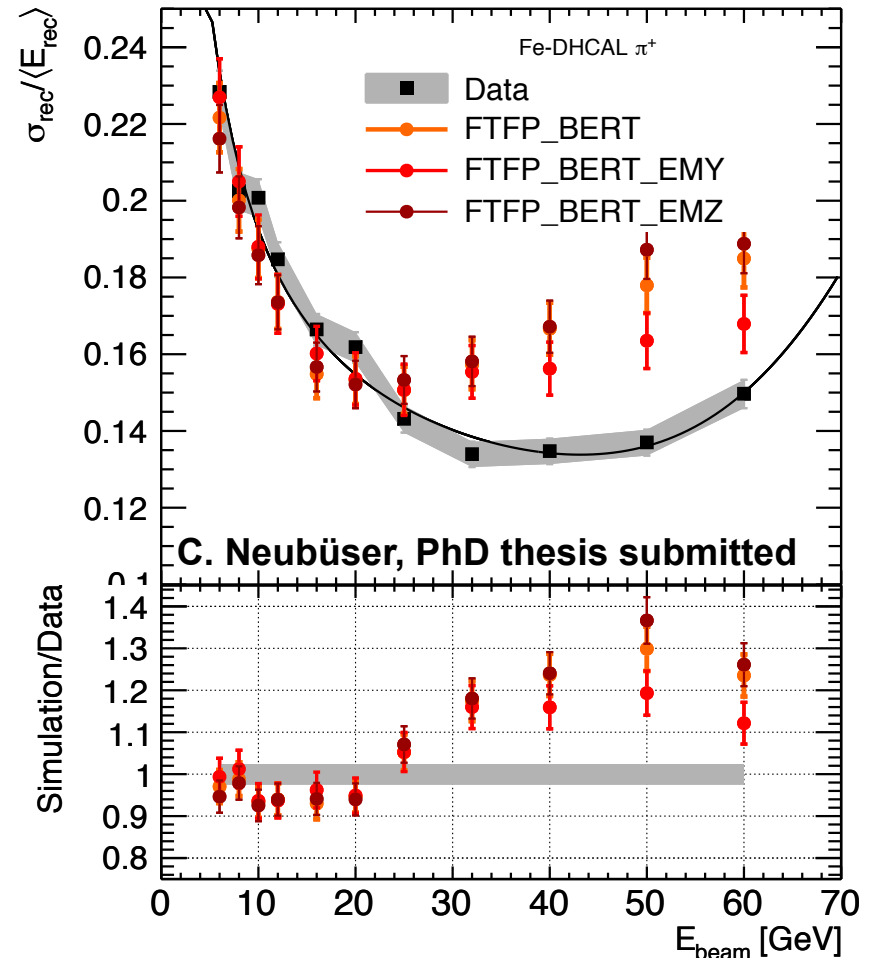 σrec/⟨Erec⟩
Fe-DHCAL π+
Data
FTFP_BERT
FTFP_BERT_EMY
FTFP_BERT_EMZ
0.24
0.22
0.2
0.18
0.16
0.14
0.12
0.1
C. Neubüser, PhD thesis submitted
Simulation/Data
1.4
1.3
1.2
1.1
1
0.9
0.8
0 10 20 30 40 50 60 70
Ebeam [GeV]